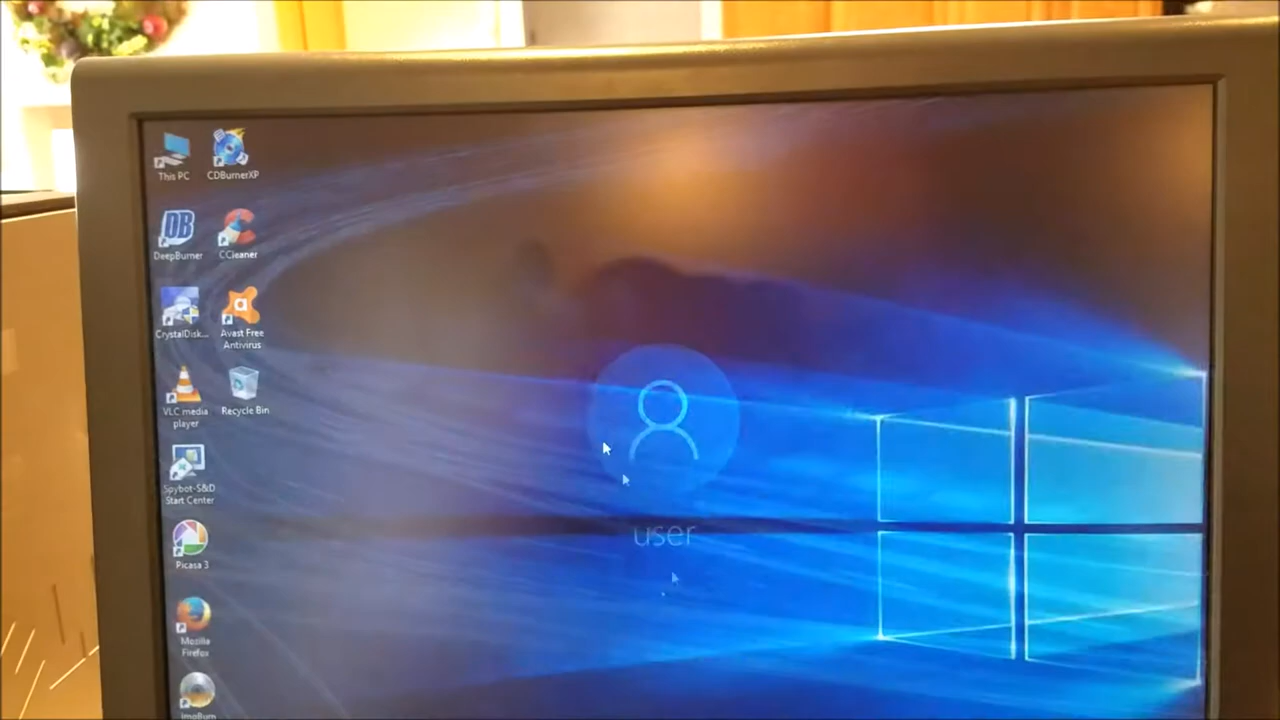 This PC
CDBurnerXP
DB
DeepBurner
CCleaner
CrystalDisk...
a
Avast Free
Antivirus
VLC media
player
Recycle Bin
Spybot-S&D
Start Center
Picasa 3
Mozilla
Firefox
ImgBurn
user